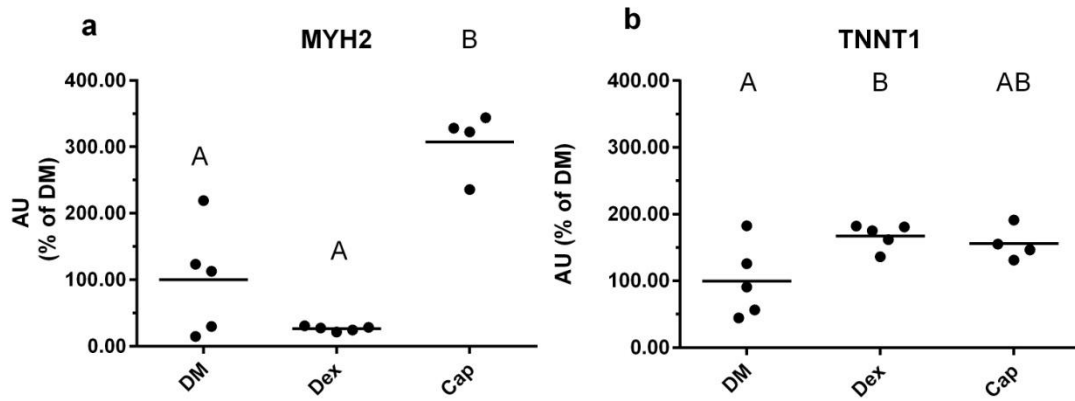 a
MYH2
B
400.00
300.00
200.00
100.00
0.00
AU
(% of DM)
A
A
DM
Dex
Cap
b
TNNT1
A
B
AB
400.00
300.00
200.00
100.00
0.00
AU (% of DM)
DM
Dex
Cap